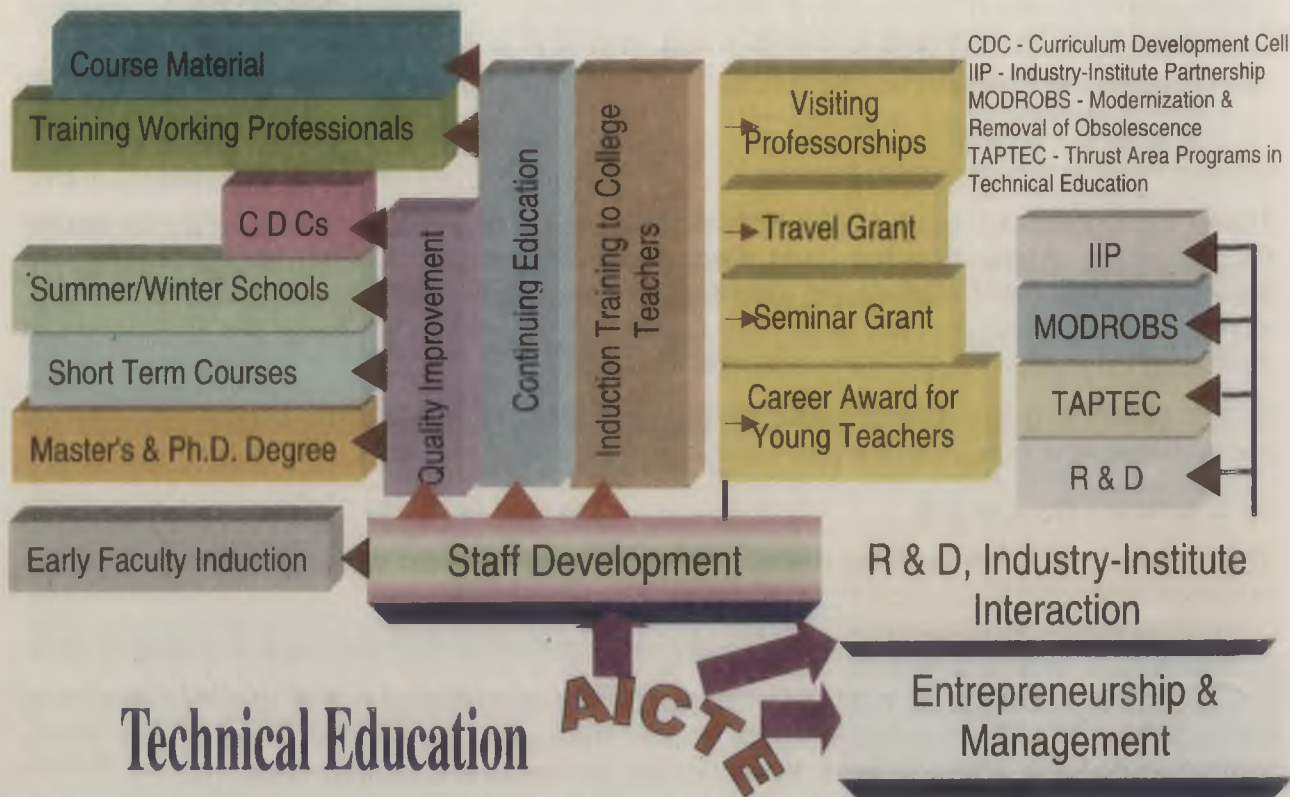 Course Material
Training Working Professionals
C D Cs
Summer/Winter Schools
Short Term Courses
Master's & Ph.D. Degree
Early Faculty Induction
Quality Improvement
Continuing Education
Induction Training to College
Teachers
Visiting
Professorships
Travel Grant
Seminar Grant
Career Award for
Young Teachers
CDC - Curriculum Development Cell
IIP - Industry-Institute Partnership
MODROBS - Modernization &
Removal of Obsolescence
TAPTEC - Thrust Area Programs in
Technical Education
IIP
MODROBS
TAPTEC
R & D
Staff Development
R & D, Industry-Institute
Interaction
Entrepreneurship &
Management
AICTE
Technical Education